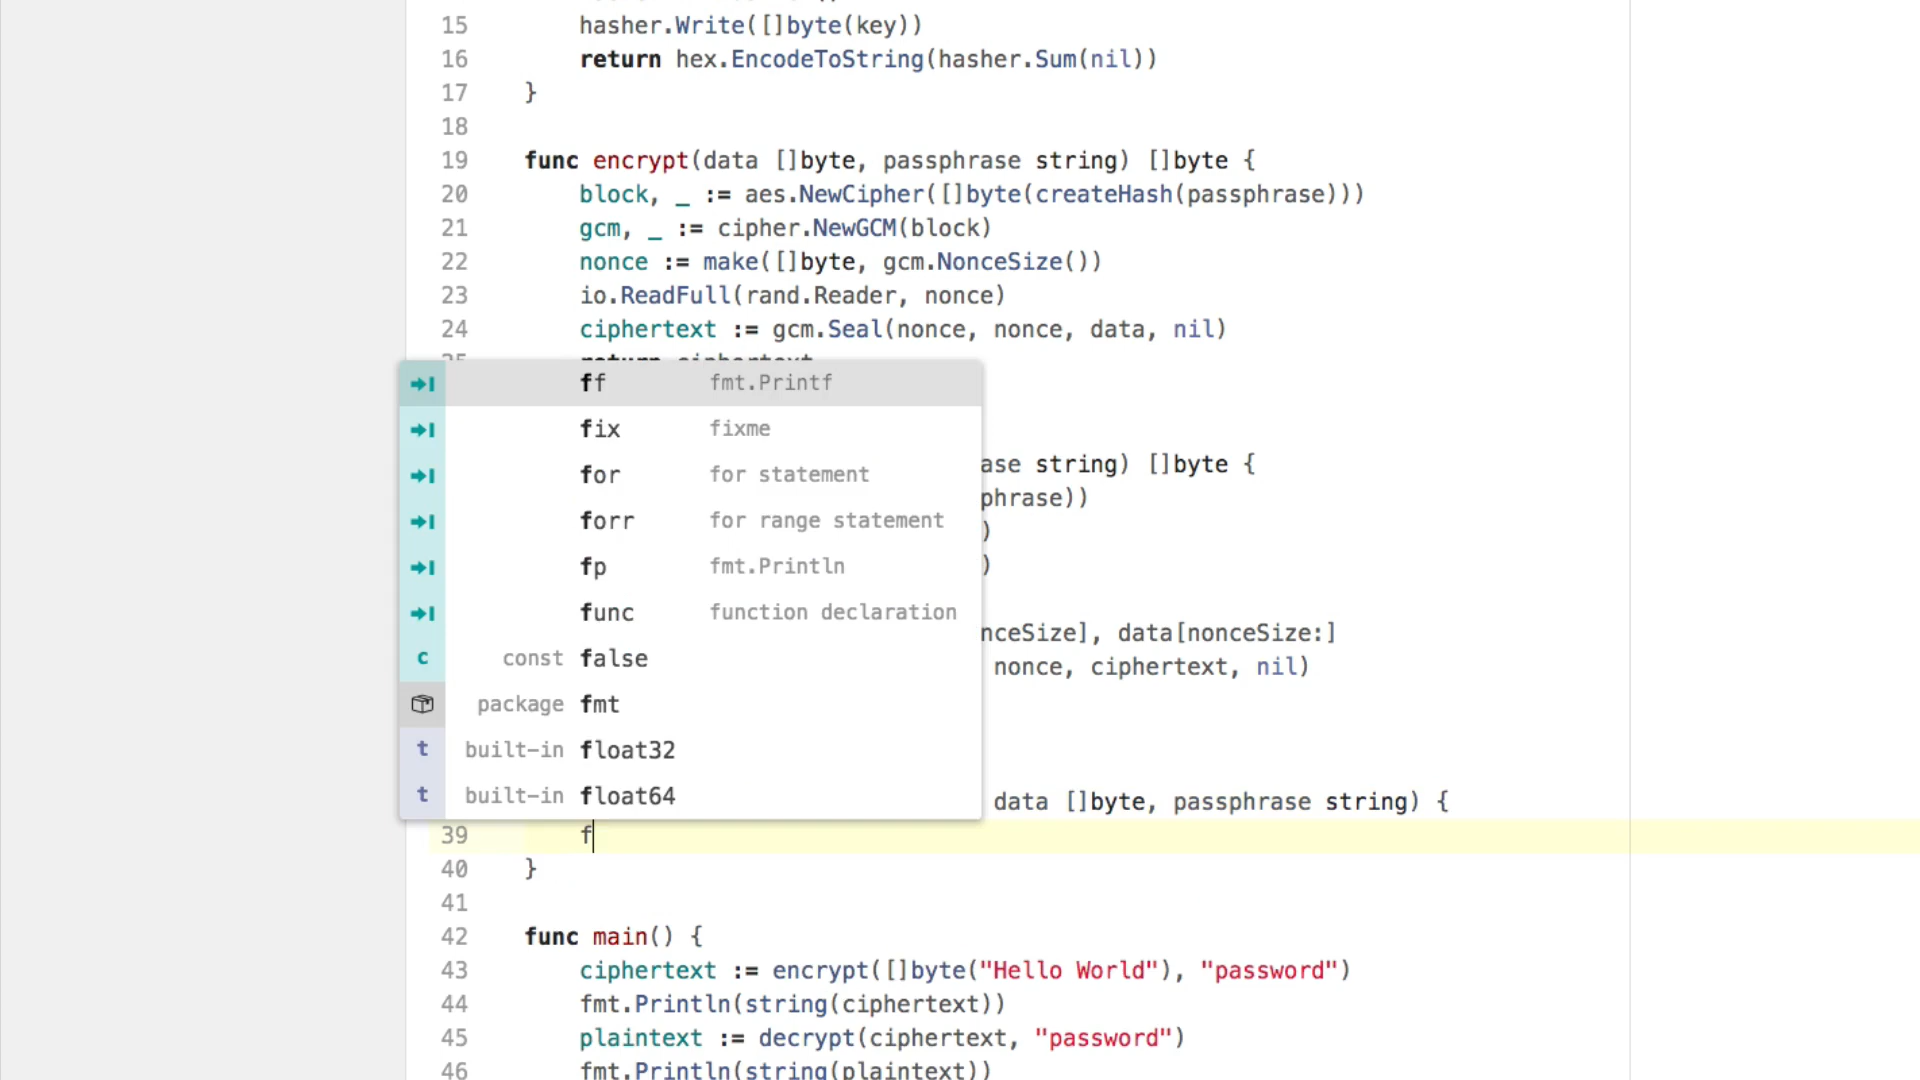 15 hasher.Write([]byte(key))
16 return hex.EncodeToString(hasher.Sum(nil))
17 }
18
19 func encrypt(data []byte, passphrase string) []byte {
20 block, _ := aes.NewCipher([]byte(createHash(passphrase)))
21 gcm, _ := cipher.NewGCM(block)
22 nonce := make([]byte, gcm.NonceSize())
23 io.ReadFull(rand.Reader, nonce)
24 ciphertext := gcm.Seal(nonce, nonce, data, nil)
25 return ciphertext
ff fmt.Printf
fix fixme
for for statement
forr for range statement
fp fmt.Println
func function declaration
c const false
package fmt
t built-in float32
t built-in float64
ase string) []byte {
phrase))
)
)
nceSize], data[nonceSize:]
nonce, ciphertext, nil)
data []byte, passphrase string) {
39 f
40 }
41
42 func main() {
43 ciphertext := encrypt([]byte("Hello World"), "password")
44 fmt.Println(string(ciphertext))
45 plaintext := decrypt(ciphertext, "password")
46 fmt.Println(string(plaintext))